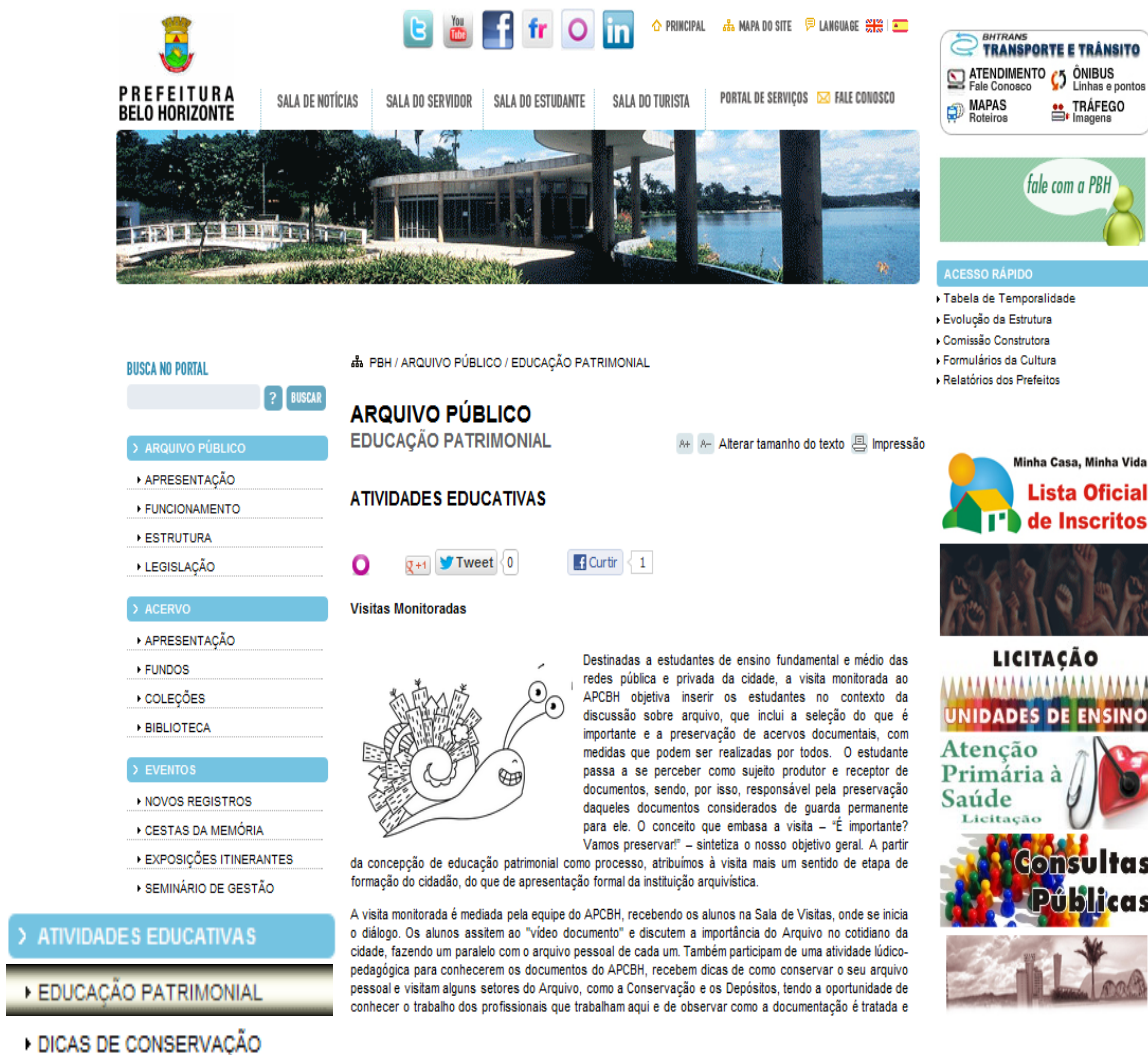 You
Tube
fr
in
PRINCIPAL
MAPA DO SITE
LANGUAGE
PREFEITURA
BELO HORIZONTE
SALA DE NOTÍCIAS
SALA DO SERVIDOR
SALA DO ESTUDANTE
SALA DO TURISTA
PORTAL DE SERVIÇOS
FALE CONOSCO
BHTRANS
TRANSPORTE E TRÂNSITO
ATENDIMENTO
Fale Conosco
ÔNIBUS
Linhas e pontos
MAPAS
Roteiros
TRÁFEGO
Imagens
fale com a PBH
ACESSO RÁPIDO
Tabela de Temporalidade
Evolução da Estrutura
Comissão Construtora
Formulários da Cultura
Relatórios dos Prefeitos
BUSCA NO PORTAL
? BUSCAR
ARQUIVO PÚBLICO
APRESENTAÇÃO
FUNCIONAMENTO
ESTRUTURA
LEGISLAÇÃO
ACERVO
APRESENTAÇÃO
FUNDOS
COLEÇÕES
BIBLIOTECA
EVENTOS
NOVOS REGISTROS
CESTAS DA MEMÓRIA
EXPOSIÇÕES ITINERANTES
SEMINÁRIO DE GESTÃO
ATIVIDADES EDUCATIVAS
EDUCAÇÃO PATRIMONIAL
DICAS DE CONSERVAÇÃO
PBH / ARQUIVO PÚBLICO / EDUCAÇÃO PATRIMONIAL
ARQUIVO PÚBLICO
EDUCAÇÃO PATRIMONIAL
A+ A- Alterar tamanho do texto Impressão
ATIVIDADES EDUCATIVAS
g+1 Tweet 0 Curtir 1
Visitas Monitoradas
Destinadas a estudantes de ensino fundamental e médio das
redes pública e privada da cidade, a visita monitorada ao
APCBH objetiva inserir os estudantes no contexto da
discussão sobre arquivo, que inclui a seleção do que é
importante e a preservação de acervos documentais, com
medidas que podem ser realizadas por todos. O estudante
passa a se perceber como sujeito produtor e receptor de
documentos, sendo, por isso, responsável pela preservação
daqueles documentos considerados de guarda permanente
para ele. O conceito que embasa a visita – “É importante?
Vamos preservar!” – sintetiza o nosso objetivo geral. A partir
da concepção de educação patrimonial como processo, atribuímos à visita mais um sentido de etapa de
formação do cidadão, do que de apresentação formal da instituição arquivística.
A visita monitorada é mediada pela equipe do APCBH, recebendo os alunos na Sala de Visitas, onde se inicia
o diálogo. Os alunos assitem ao "vídeo documento" e discutem a importância do Arquivo no cotidiano da
cidade, fazendo um paralelo com o arquivo pessoal de cada um. Também participam de uma atividade lúdico-
pedagógica para conhecerem os documentos do APCBH, recebem dicas de como conservar o seu arquivo
pessoal e visitam alguns setores do Arquivo, como a Conservação e os Depósitos, tendo a oportunidade de
conhecer o trabalho dos profissionais que trabalham aqui e de observar como a documentação é tratada e
Minha Casa, Minha Vida
Lista Oficial
de Inscritos
LICITAÇÃO
UNIDADES DE ENSINO
Atenção
Primária à
Saúde
Licitação
Consultas
Públicas